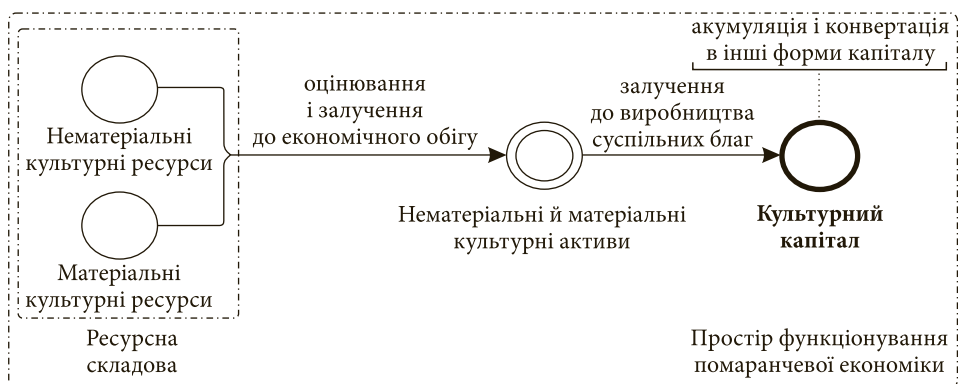 акумуляція і конвертація
в інші форми капіталу
оцінювання
і залучення
до економічного обігу
залучення
до виробництва
суспільних благ
Нематеріальні
культурні ресурси
Нематеріальні й матеріальні
культурні активи
Культурний
капітал
Матеріальні
культурні ресурси
Ресурсна
складова
Простір функціонування
помаранчевої економіки